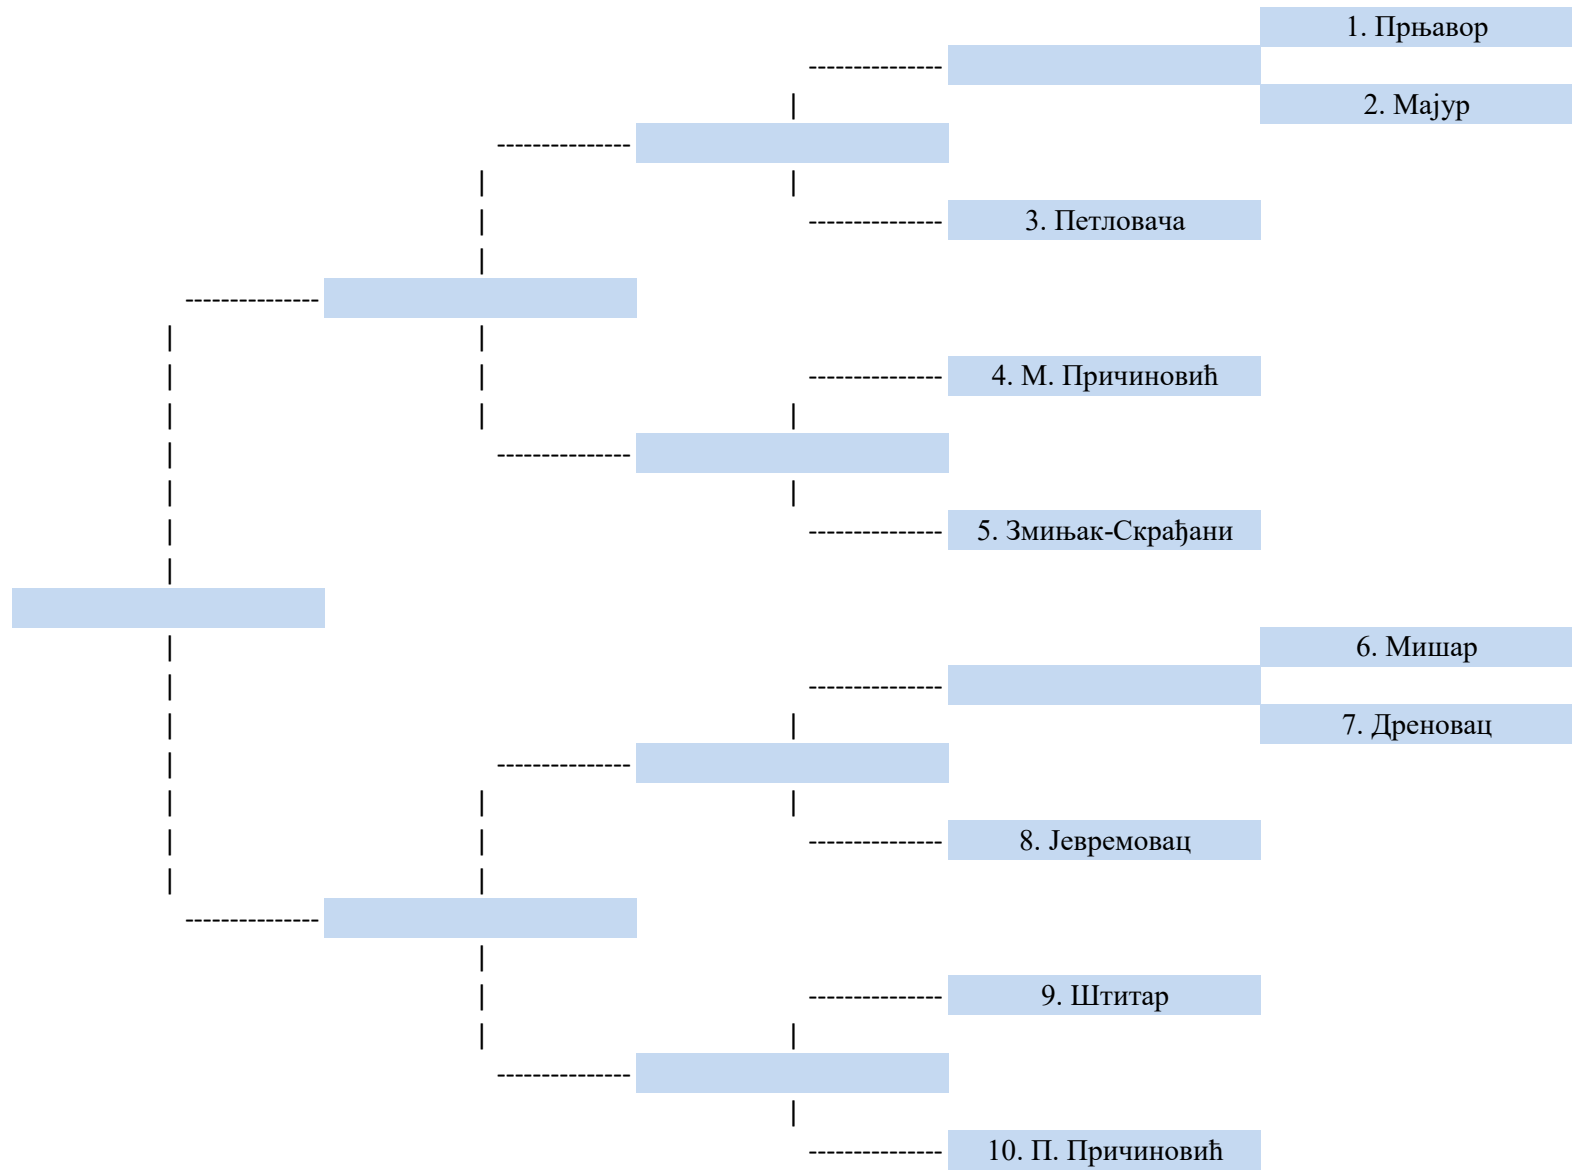 1. Прњавор
2. Мајур
3. Петловача
4. М. Причиновић
5. Змињак-Скрађани
6. Мишар
7. Дреновац
8. Јевремовац
9. Штитар
10. П. Причиновић